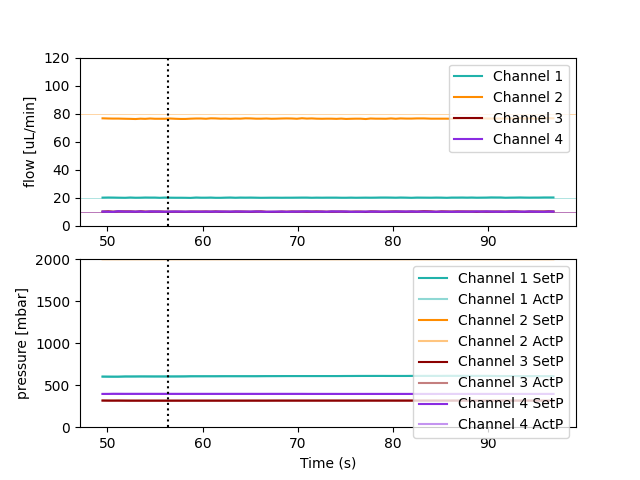 120
100
80
60
40
20
0
flow [uL/min]
Channel 1
Channel 2
Channel 3
Channel 4
50 60 70 80 90
2000
1500
1000
500
0
pressure [mbar]
Channel 1 SetP
Channel 1 ActP
Channel 2 SetP
Channel 2 ActP
Channel 3 SetP
Channel 3 ActP
Channel 4 SetP
Channel 4 ActP
50 60 70 80 90
Time (s)